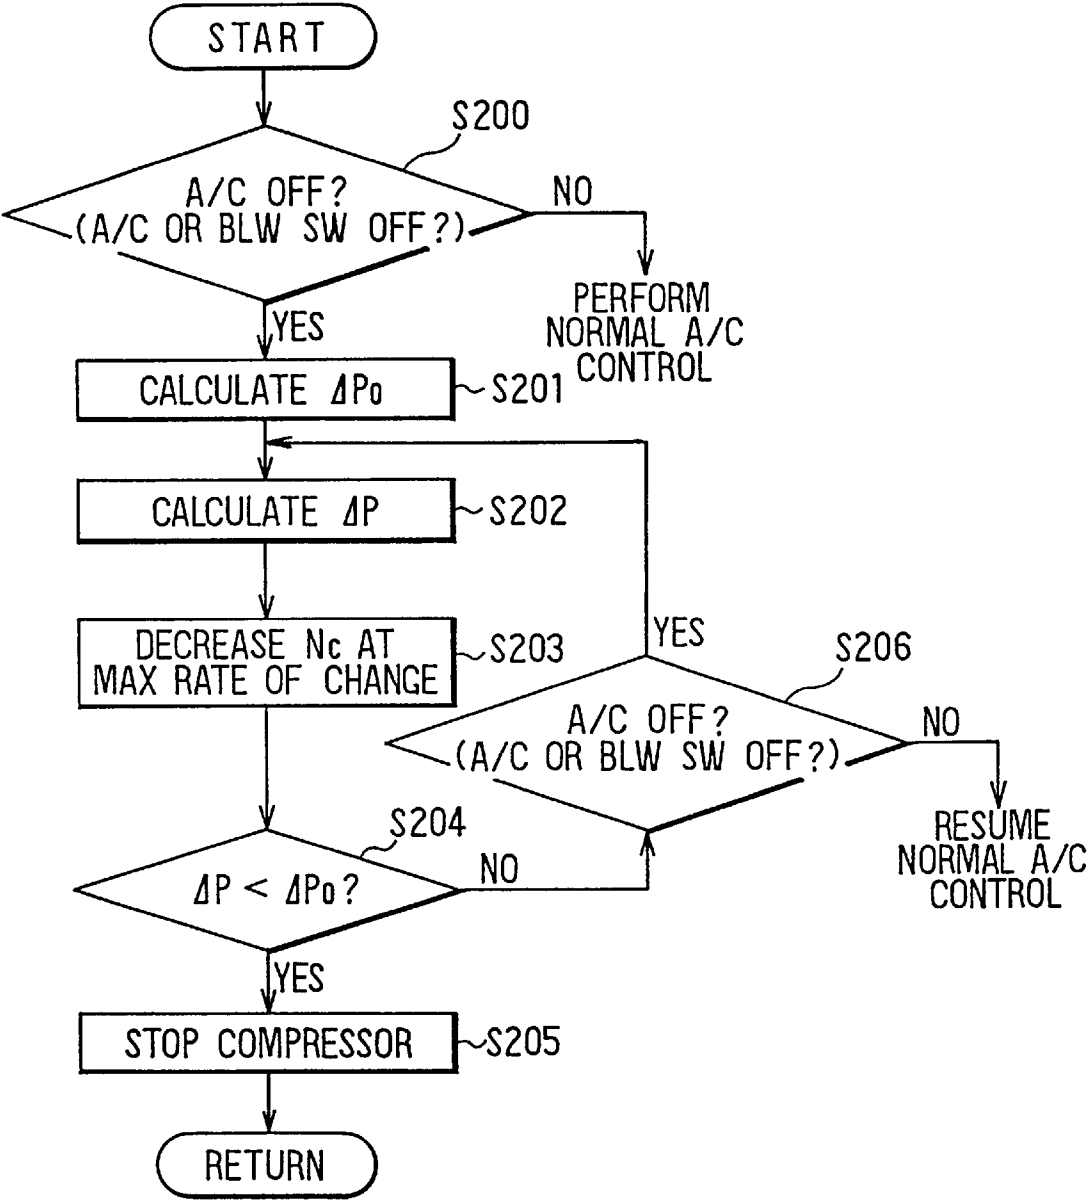 START
S200
A/C OFF?
(A/C OR BLW SW OFF?)
NO
PERFORM
NORMAL A/C
CONTROL
YES
CALCULATE ΔP0
S201
CALCULATE ΔP
S202
DECREASE Nc AT
MAX RATE OF CHANGE
S203
YES
S206
A/C OFF?
(A/C OR BLW SW OFF?)
NO
RESUME
NORMAL A/C
CONTROL
S204
ΔP < ΔP0?
NO
YES
STOP COMPRESSOR
S205
RETURN